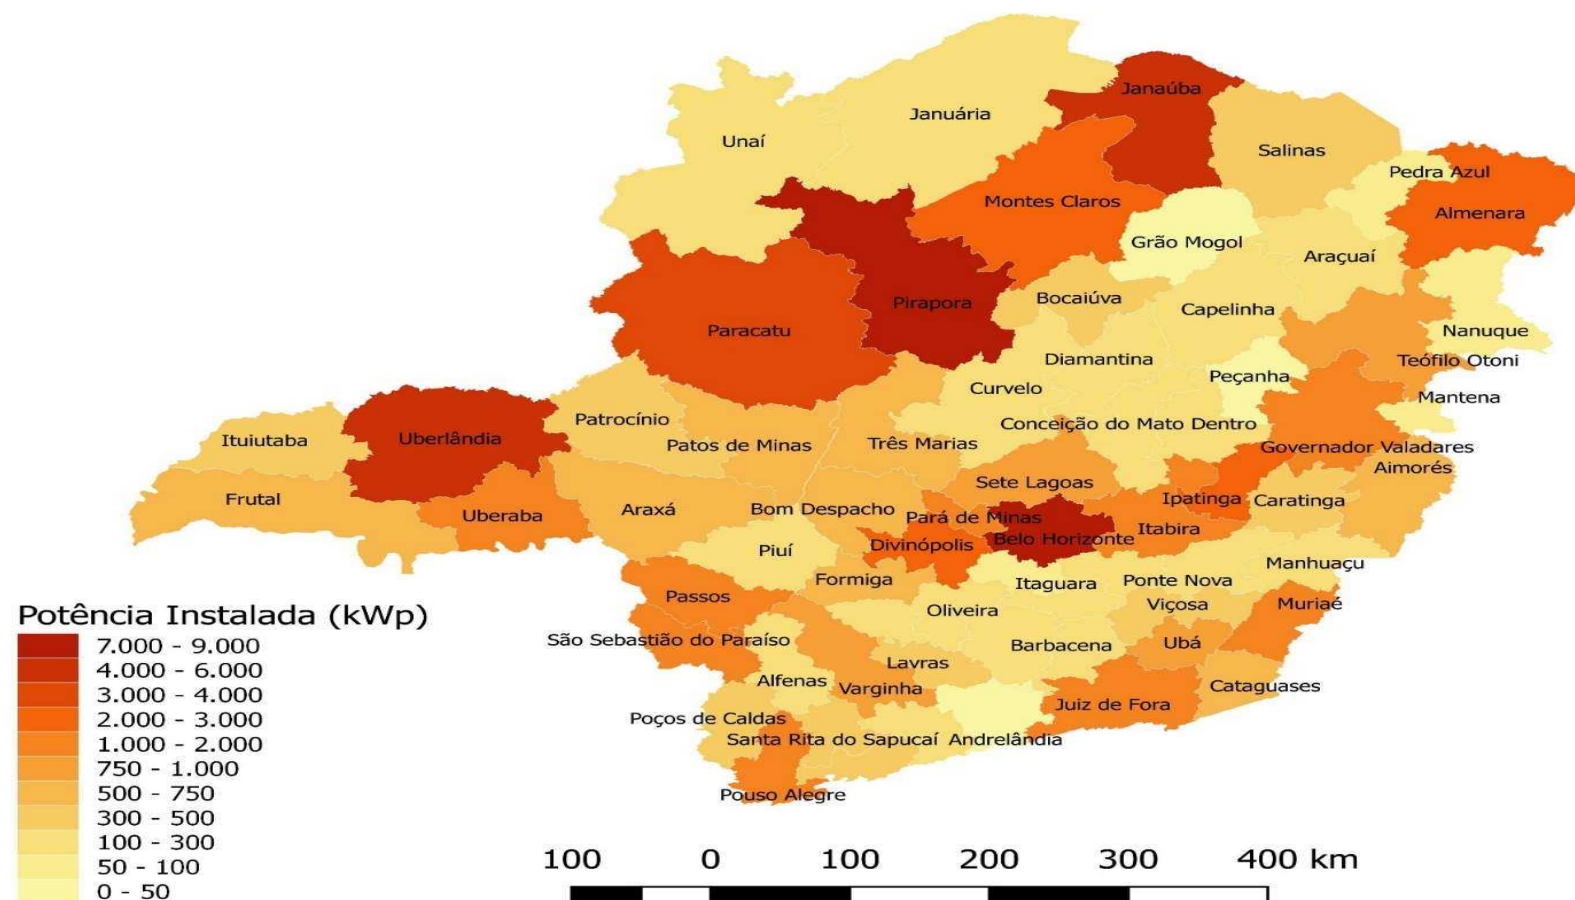 Janaúba
Januária
Unaí
Salinas
Pedra Azul
Montes Claros
Almenara
Grão Mogol
Araçuaí
Bocaiúva
Pirapora
Capelinha
Paracatu
Nanuque
Diamantina
Teófilo Otoni
Peçanha
Curvelo
Mantena
Patrocínio
Conceição do Mato Dentro
Ituiutaba
Uberlândia
Patos de Minas
Três Marias
Governador Valadares
Aimorés
Sete Lagoas
Frutal
Ipatinga
Caratinga
Araxá
Bom Despacho
Uberaba
Pará de Minas
Itabira
Belo Horizonte
Divinópolis
Piuí
Manhuaçu
Formiga
Itaguara
Ponte Nova
Passos
Oliveira
Viçosa
Muriaé
São Sebastião do Paraíso
Barbacena
Ubá
Lavras
Alfenas
Varginha
Cataguases
Juiz de Fora
Poços de Caldas
Santa Rita do Sapucaí
Andrelândia
Pouso Alegre
Potência Instalada (kWp)
7.000 - 9.000
4.000 - 6.000
3.000 - 4.000
2.000 - 3.000
1.000 - 2.000
750 - 1.000
500 - 750
300 - 500
100 - 300
50 - 100
0 - 50
100 0 100 200 300 400 km